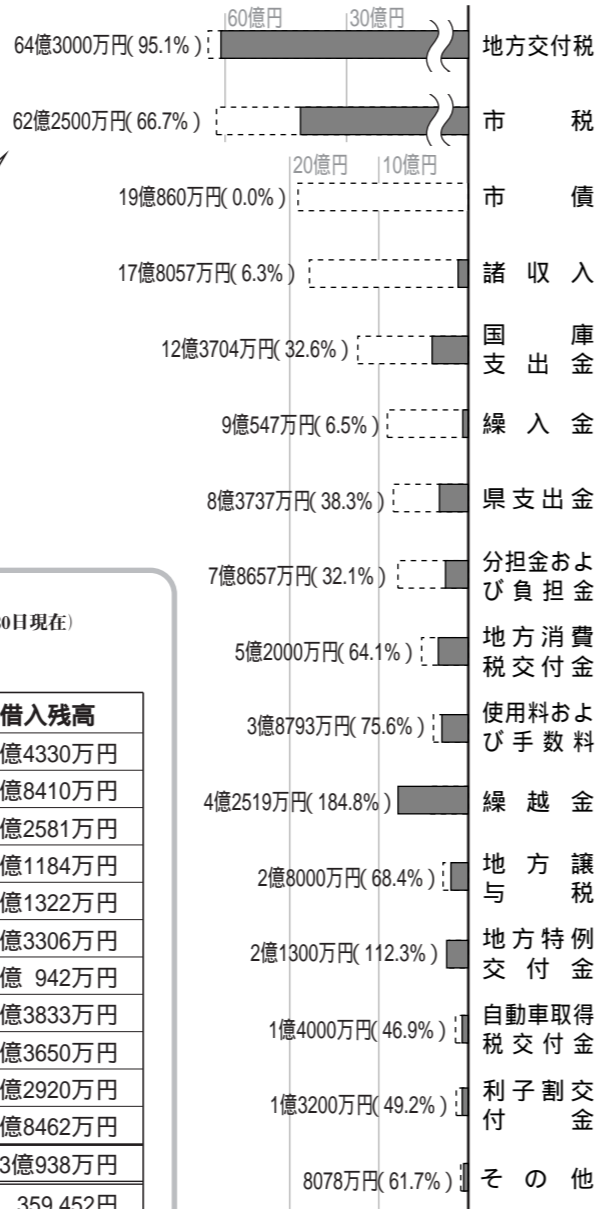 60億円 30億円
64億3000万円(95.1%) 地方交付税
62億2500万円(66.7%) 市税
20億円 10億円
19億860万円(0.0%) 市債
17億8057万円(6.3%) 諸収入
12億3704万円(32.6%) 国庫
支出金
9億547万円(6.5%) 繰入金
8億3737万円(38.3%) 県支出金
7億8657万円(32.1%) 分担金およ
び負担金
5億2000万円(64.1%) 地方消費
税交付金
3億8793万円(75.6%) 使用料およ
び手数料
4億2519万円(184.8%) 繰越金
2億8000万円(68.4%) 地方譲
与税
2億1300万円(112.3%) 地方特例
交付金
1億4000万円(46.9%) 自動車取得
税交付金
1億3200万円(49.2%) 利子割交
付金
8078万円(61.7%) その他
0日現在)
借入残高
億4330万円
億8410万円
億2581万円
億1184万円
億1322万円
億3306万円
億 942万円
億3833万円
億3650万円
億2920万円
億8462万円
3億938万円
359,452円